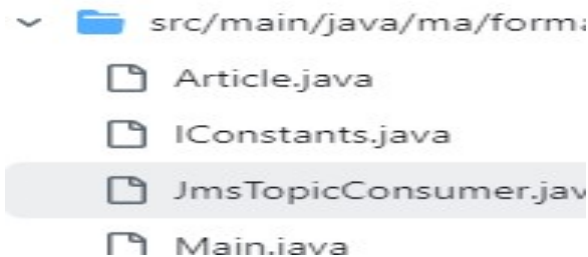 src/main/java/ma/forma
Article.java
IConstants.java
JmsTopicConsumer.jav
Main.java